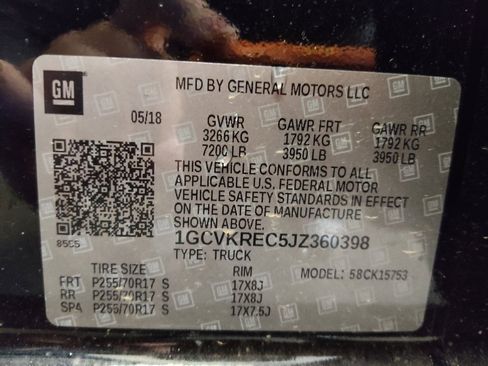 GM
MFD BY GENERAL MOTORS LLC
05/18 GVWR GAWR FRT GAWR RR
3266 KG 1792 KG 1792 KG
7200 LB 3950 LB 3950 LB
THIS VEHICLE CONFORMS TO ALL
APPLICABLE U.S. FEDERAL MOTOR
VEHICLE SAFETY STANDARDS IN EFFECT
ON THE DATE OF MANUFACTURE
SHOWN ABOVE.
85C5
1GCVKREC5JZ360398
TYPE: TRUCK MODEL: 58CK15753
TIRE SIZE RIM
FRT P255/70R17 S 17X8J
RR P255/70R17 S 17X8J
SPA P255/70R17 S 17X7.5J